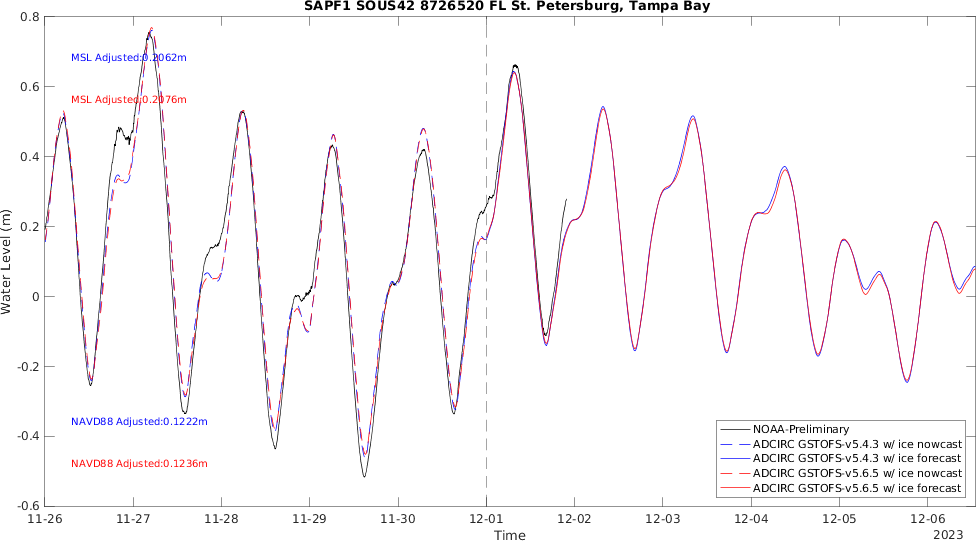 SAPF1 SOUS42 8726520 FL St. Petersburg, Tampa Bay
0.8
0.6
0.4
0.2
0
-0.2
-0.4
-0.6
Water Level (m)
MSL Adjusted:0.2062m
MSL Adjusted:0.2076m
NAVD88 Adjusted:0.1222m
NAVD88 Adjusted:0.1236m
NOAA-Preliminary
ADCIRC GSTOFS-v5.4.3 w/ ice nowcast
ADCIRC GSTOFS-v5.4.3 w/ ice forecast
ADCIRC GSTOFS-v5.6.5 w/ ice nowcast
ADCIRC GSTOFS-v5.6.5 w/ ice forecast
11-26 11-27 11-28 11-29 11-30 12-01 12-02 12-03 12-04 12-05 12-06
Time
2023